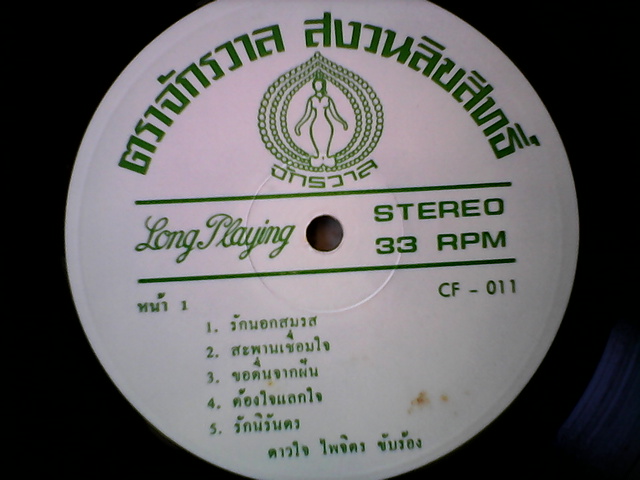 ตราจักรวาล สงวนลิขสิทธิ์
จักรวาล
Long Playing
STEREO
33 RPM
CF - 011
หน้า 1
1. รักนอกสมรส
2. สะพานเชื่อมใจ
3. ขอตื่นจากฝัน
4. ต้องใจแลกใจ
5. รักนิรันดร
ดาวใจ ไพจิตร ขับร้อง